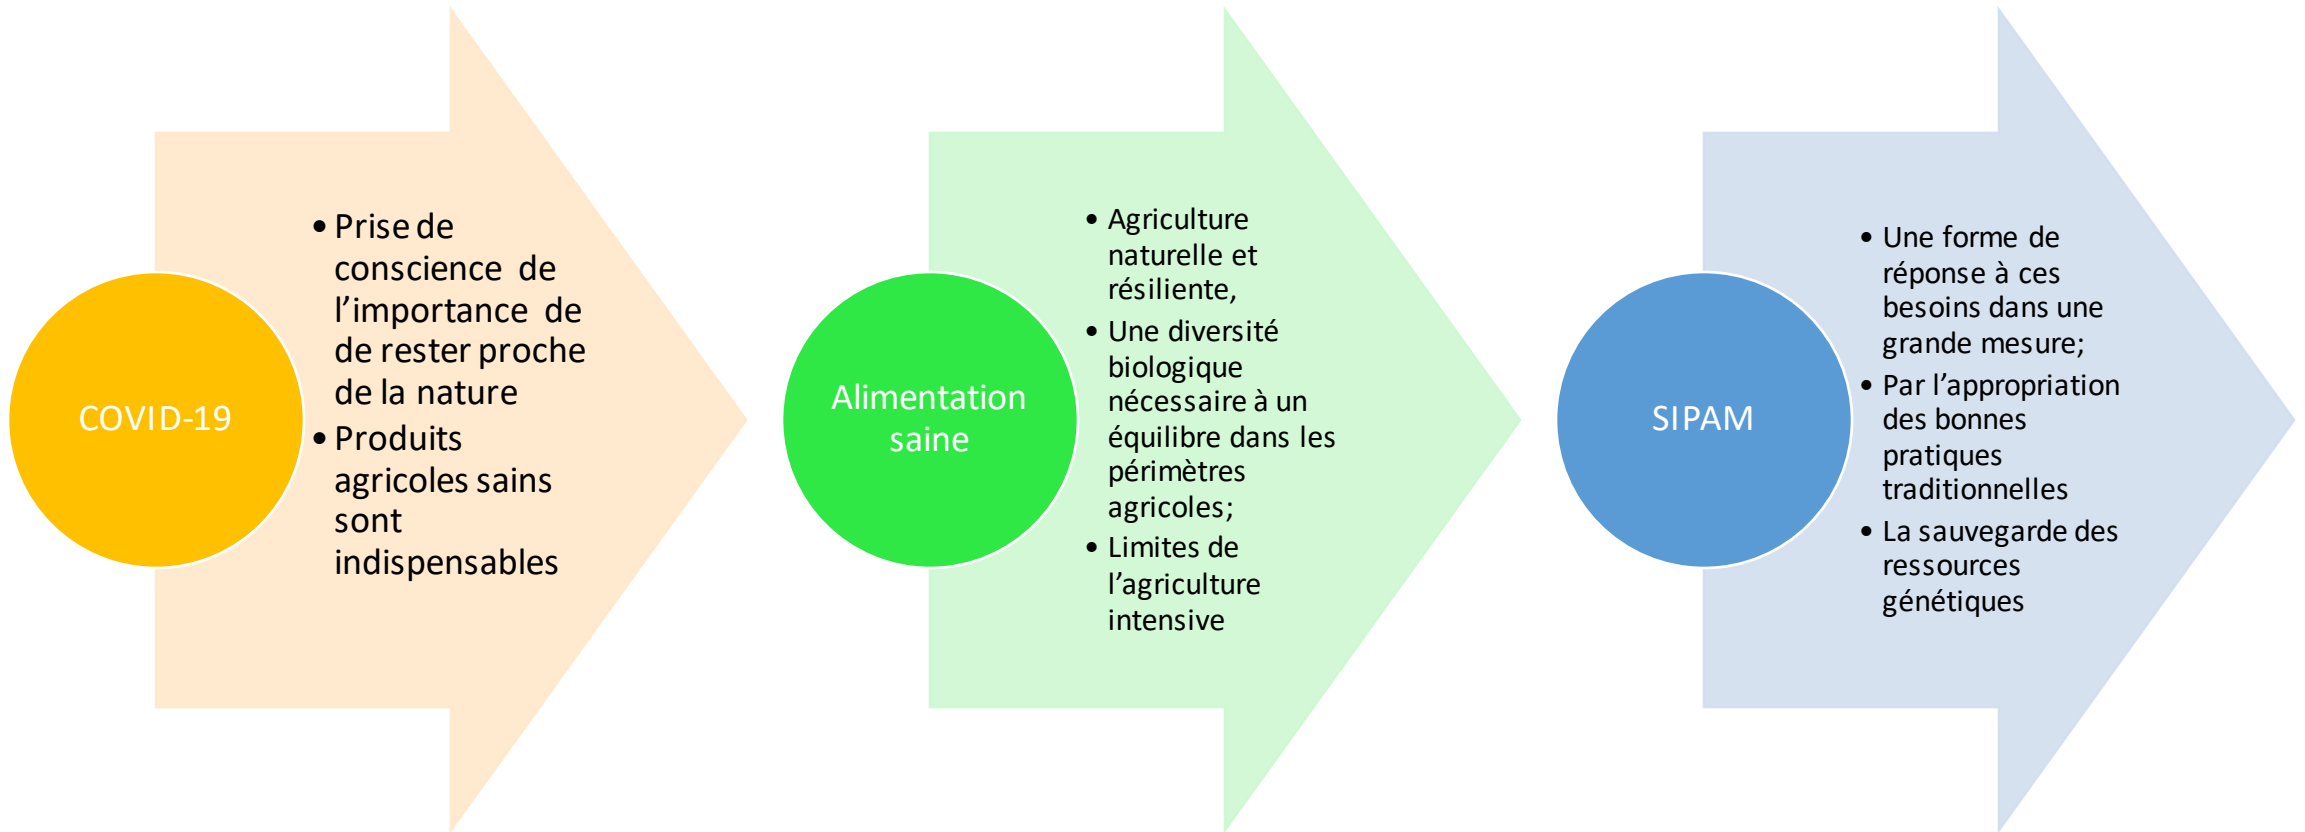 COVID-19
• Prise de
conscience de
l’importance de
de rester proche
de la nature
• Produits
agricoles sains
sont
indispensables
Alimentation
saine
• Agriculture
naturelle et
résiliente,
• Une diversité
biologique
nécessaire à un
équilibre dans les
périmètres
agricoles;
• Limites de
l’agriculture
intensive
SIPAM
• Une forme de
réponse à ces
besoins dans une
grande mesure;
• Par l’appropriation
des bonnes
pratiques
traditionnelles
• La sauvegarde des
ressources
génétiques